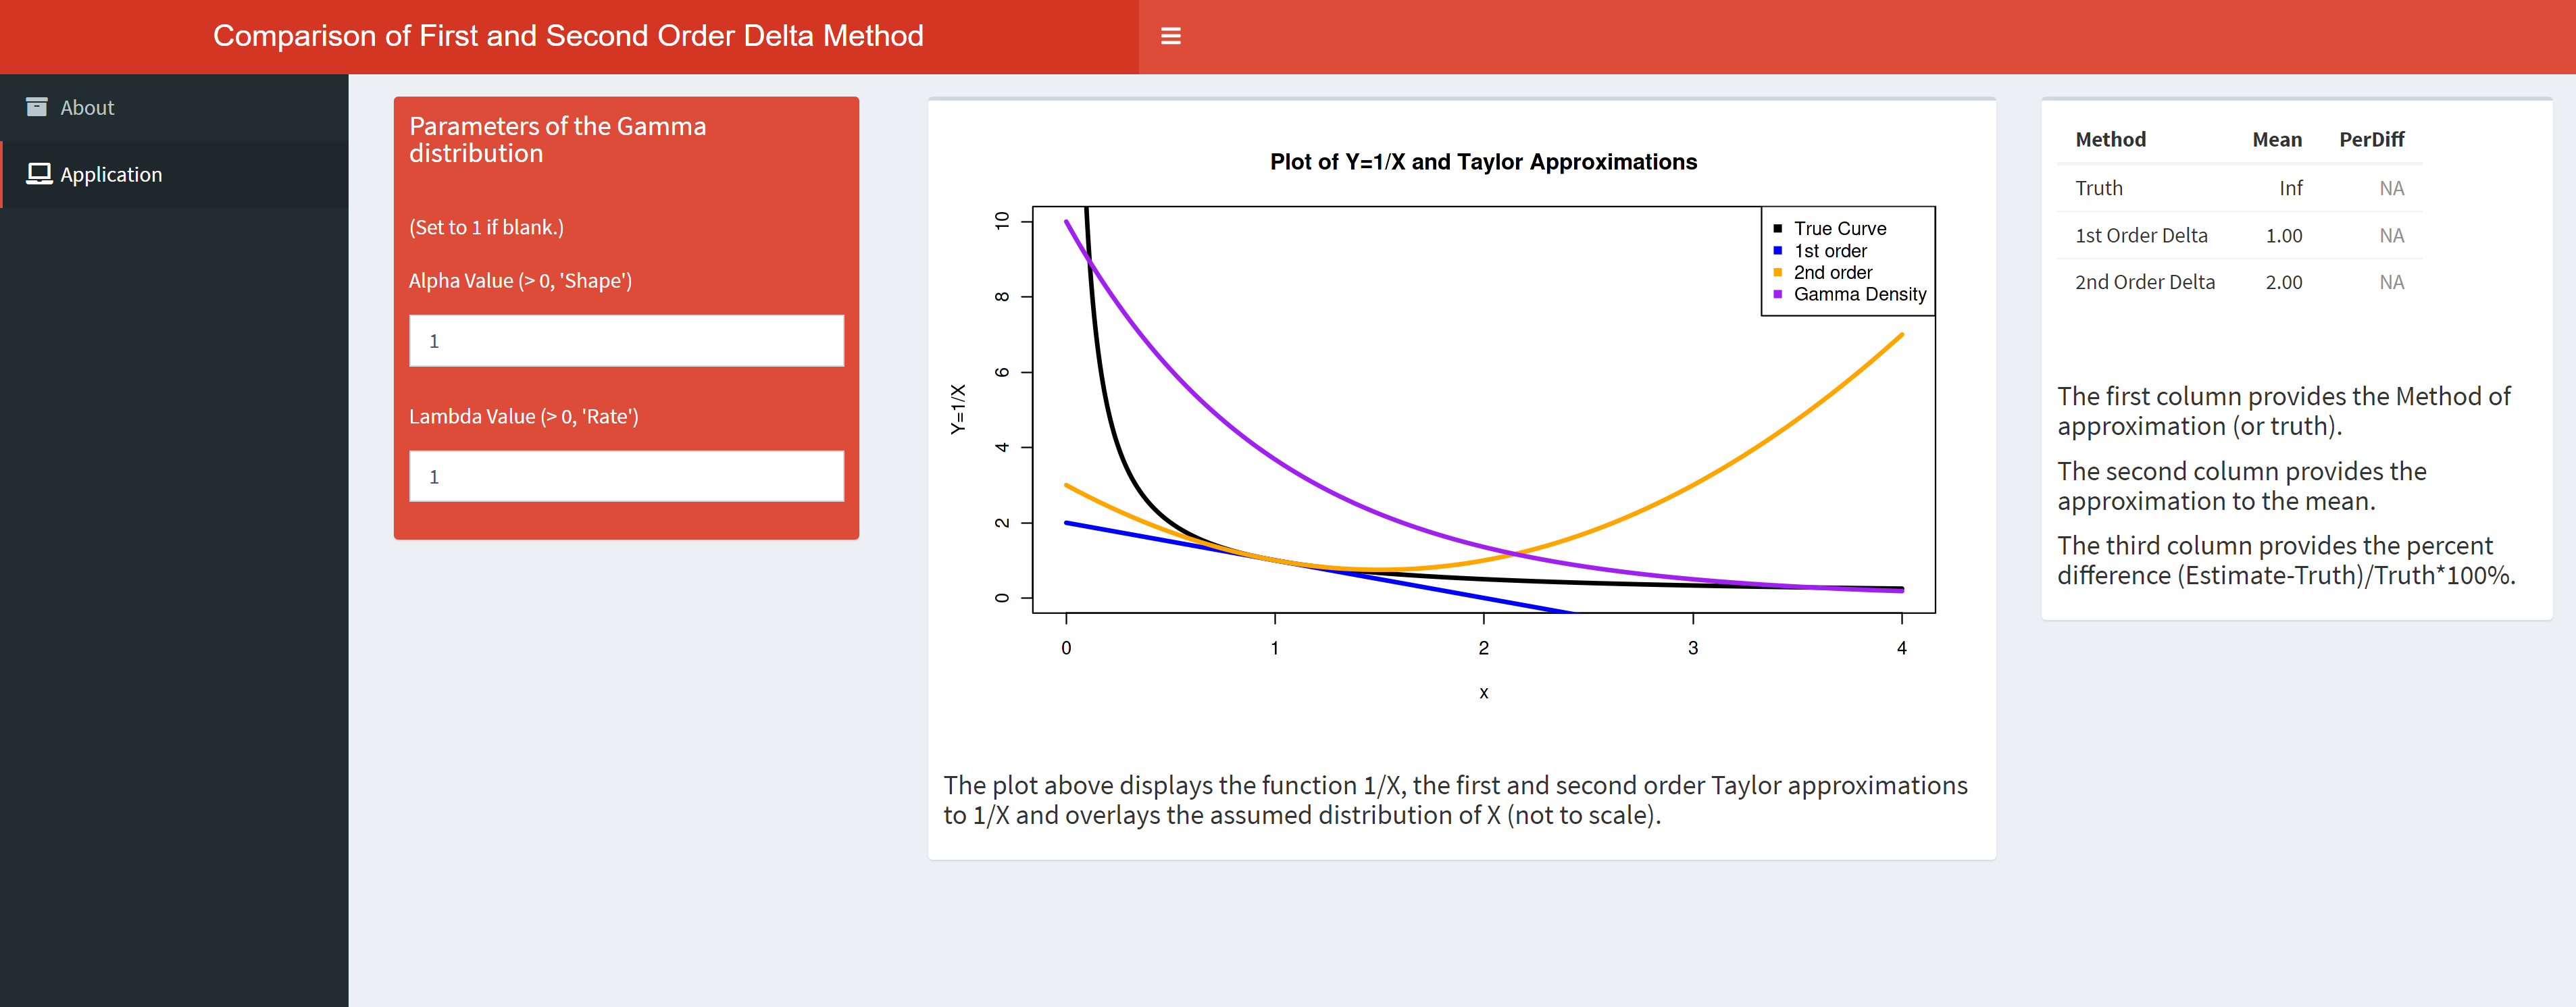 Comparison of First and Second Order Delta Method
About
Application
Parameters of the Gamma
distribution
(Set to 1 if blank.)
Alpha Value (> 0, 'Shape')
1
Lambda Value (> 0, 'Rate')
1
Plot of Y=1/X and Taylor Approximations
Y=1/X
10
8
6
4
2
0
True Curve
1st order
2nd order
Gamma Density
0 1 2 3 4
x
The plot above displays the function 1/X, the first and second order Taylor approximations
to 1/X and overlays the assumed distribution of X (not to scale).
Method Mean PerDiff
Truth Inf NA
1st Order Delta 1.00 NA
2nd Order Delta 2.00 NA
The first column provides the Method of
approximation (or truth).
The second column provides the
approximation to the mean.
The third column provides the percent
difference (Estimate-Truth)/Truth*100%.